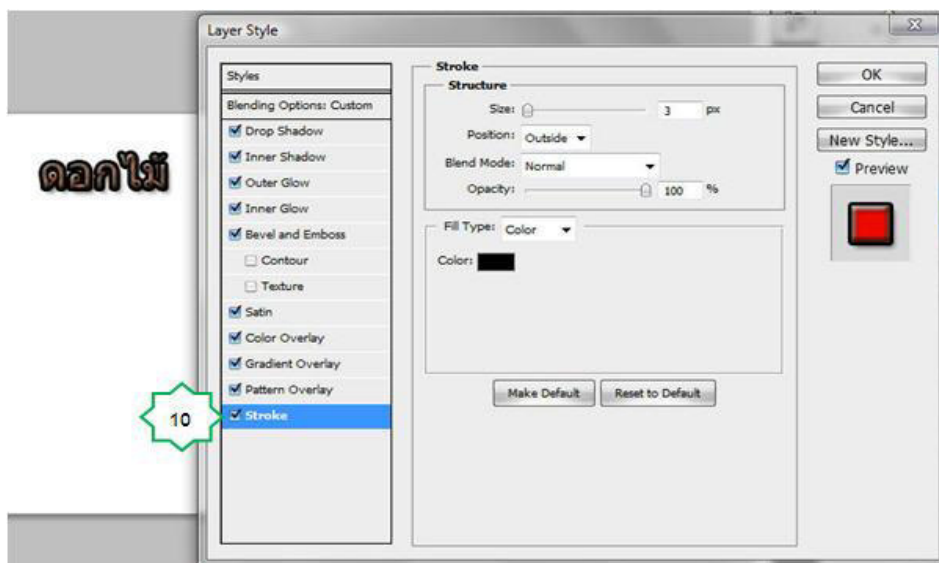 Layer Style
ดอกไม้
Styles
Blending Options: Custom
Drop Shadow
Inner Shadow
Outer Glow
Inner Glow
Bevel and Emboss
Contour
Texture
Satin
Color Overlay
Gradient Overlay
Pattern Overlay
10
Stroke
Stroke
Structure
Size: 3 px
Position: Outside
Blend Mode: Normal
Opacity: 100 %
Fill Type: Color
Color:
Make Default Reset to Default
OK
Cancel
New Style...
Preview